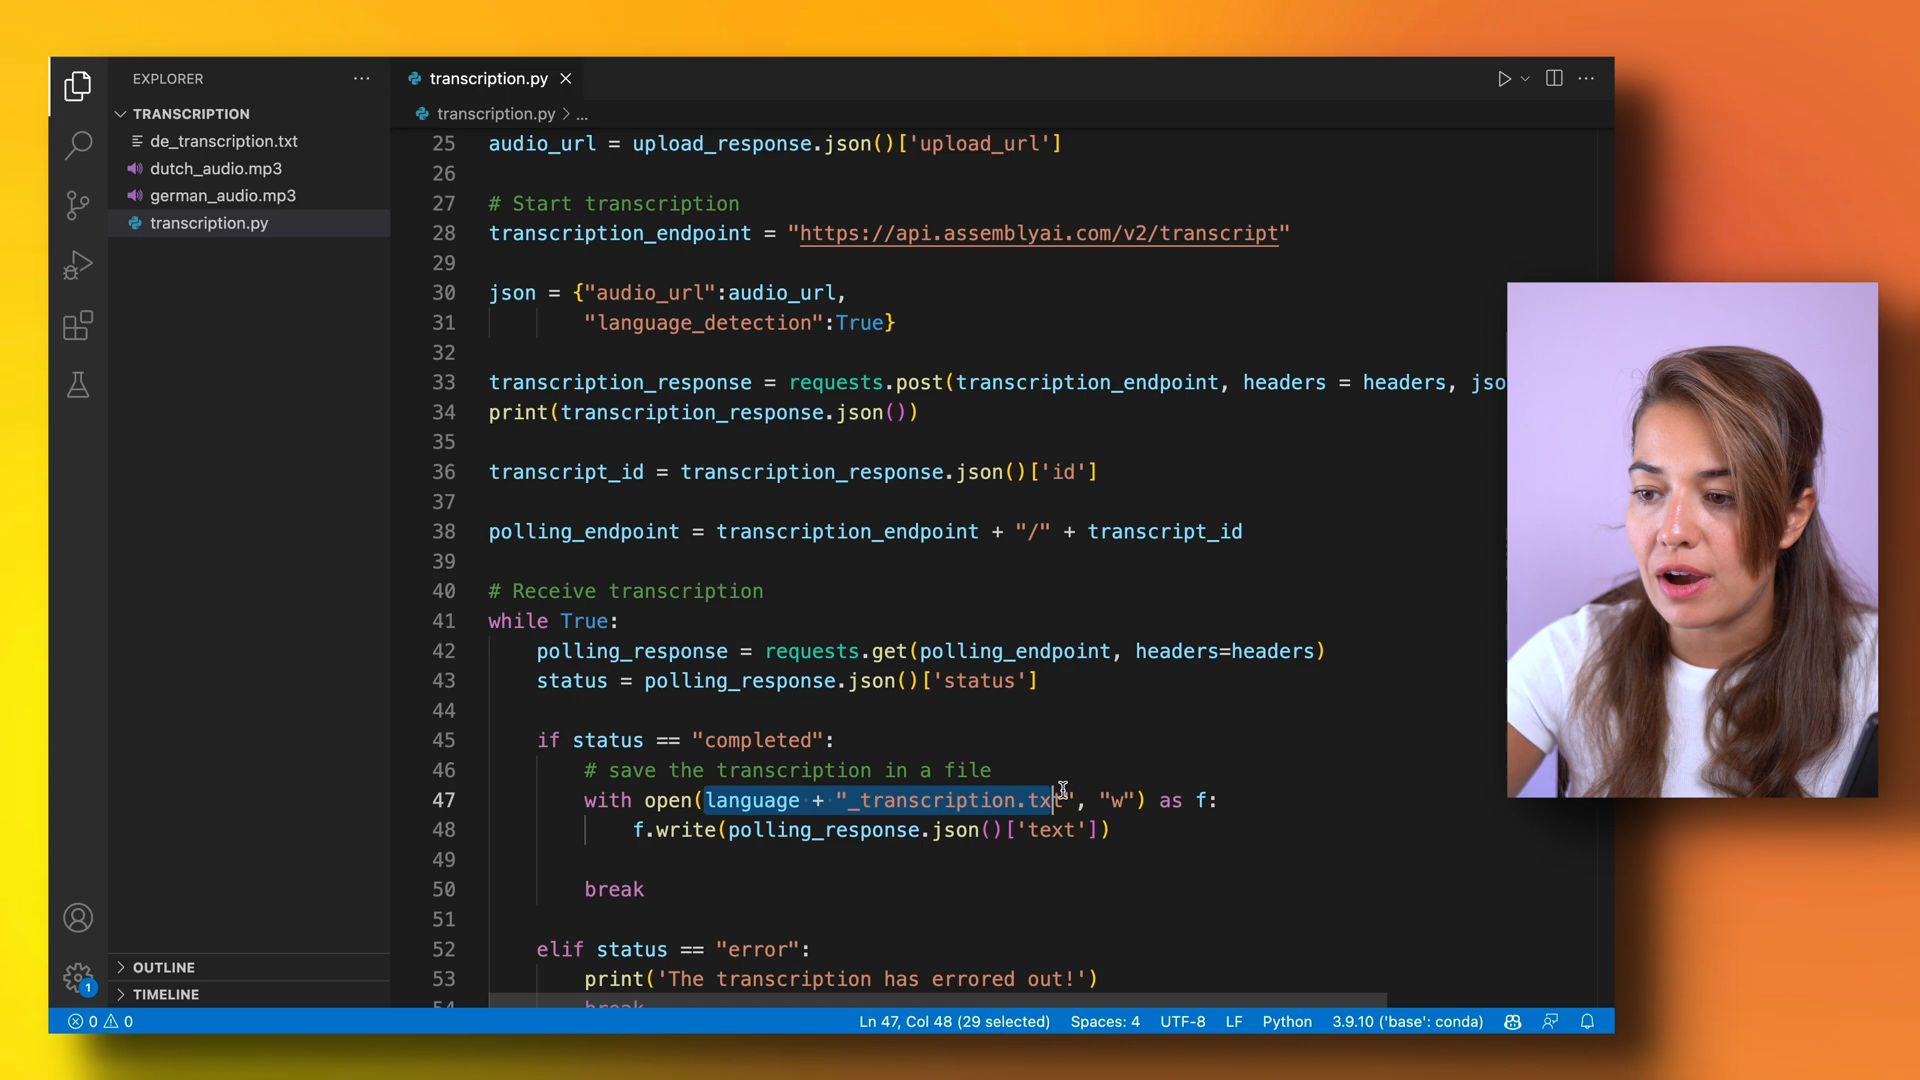 EXPLORER
TRANSCRIPTION
de_transcription.txt
dutch_audio.mp3
german_audio.mp3
transcription.py
OUTLINE
TIMELINE
1
transcription.py
transcription.py > ...
25 audio_url = upload_response.json()['upload_url']
26
27 # Start transcription
28 transcription_endpoint = "https://api.assemblyai.com/v2/transcript"
29
30 json = {"audio_url":audio_url,
31 "language_detection":True}
32
33 transcription_response = requests.post(transcription_endpoint, headers = headers, jso
34 print(transcription_response.json())
35
36 transcript_id = transcription_response.json()['id']
37
38 polling_endpoint = transcription_endpoint + "/" + transcript_id
39
40 # Receive transcription
41 while True:
42 polling_response = requests.get(polling_endpoint, headers=headers)
43 status = polling_response.json()['status']
44
45 if status == "completed":
46 # save the transcription in a file
47 with open(language + "_transcription.txt", "w") as f:
48 f.write(polling_response.json()['text'])
49
50 break
51
52 elif status == "error":
53 print('The transcription has errored out!')
54 break
0 0
Ln 47, Col 48 (29 selected) Spaces: 4 UTF-8 LF Python 3.9.10 ('base': conda)